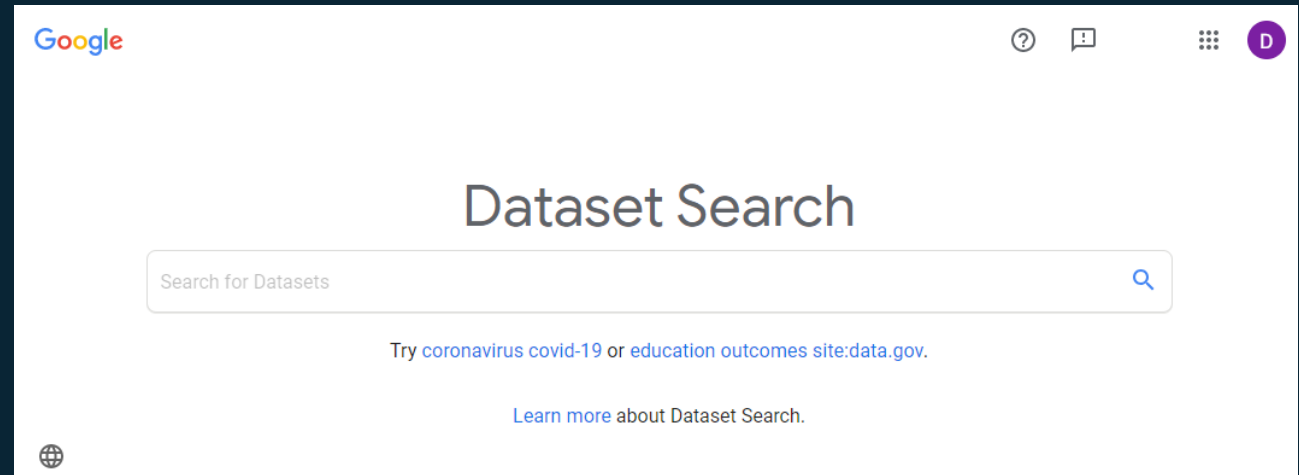 Google
D
Dataset Search
Search for Datasets
Try coronavirus covid-19 or education outcomes site:data.gov.
Learn more about Dataset Search.